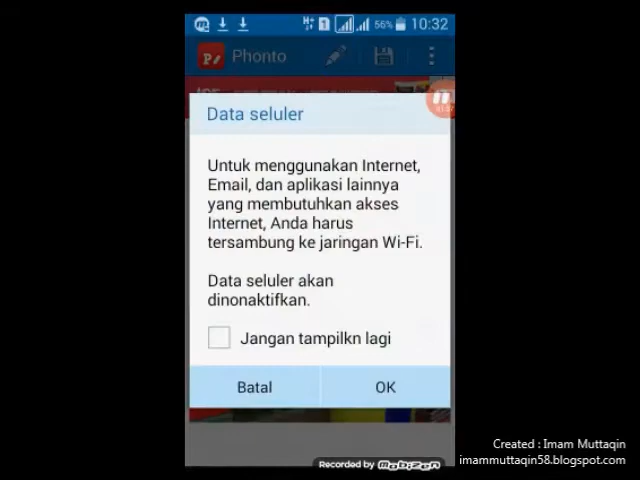 56% 10:32
Phonto
Data seluler
Untuk menggunakan Internet,
Email, dan aplikasi lainnya
yang membutuhkan akses
Internet, Anda harus
tersambung ke jaringan Wi-Fi.
Data seluler akan
dinonaktifkan.
Jangan tampilkn lagi
Batal OK
Created : Imam Muttaqin
immamuttaqin58.blogspot.com
Recorded by Mobizen